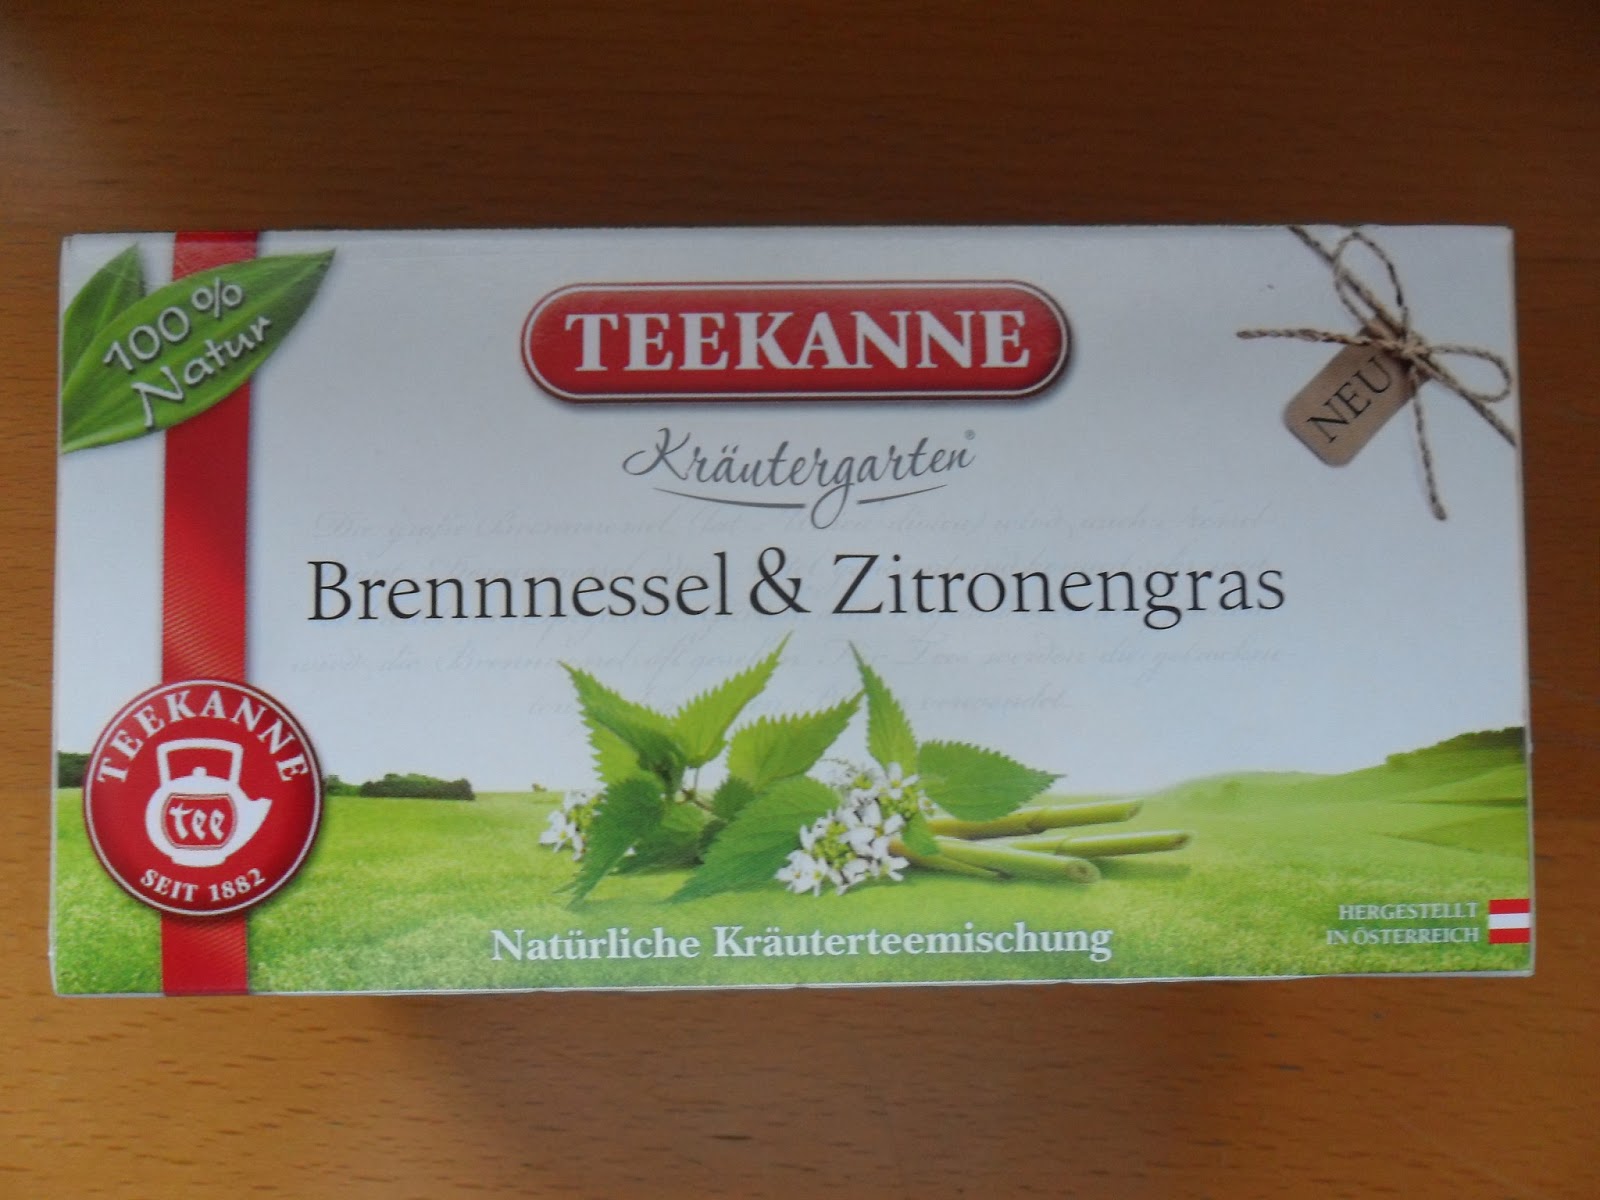 100% Natur
TEEKANNE
NEU
Kräutergarten®
Brennnessel & Zitronengras
TEEKANNE
tee
SEIT 1882
Natürliche Kräuterteemischung
HERGESTELLT
IN ÖSTERREICH